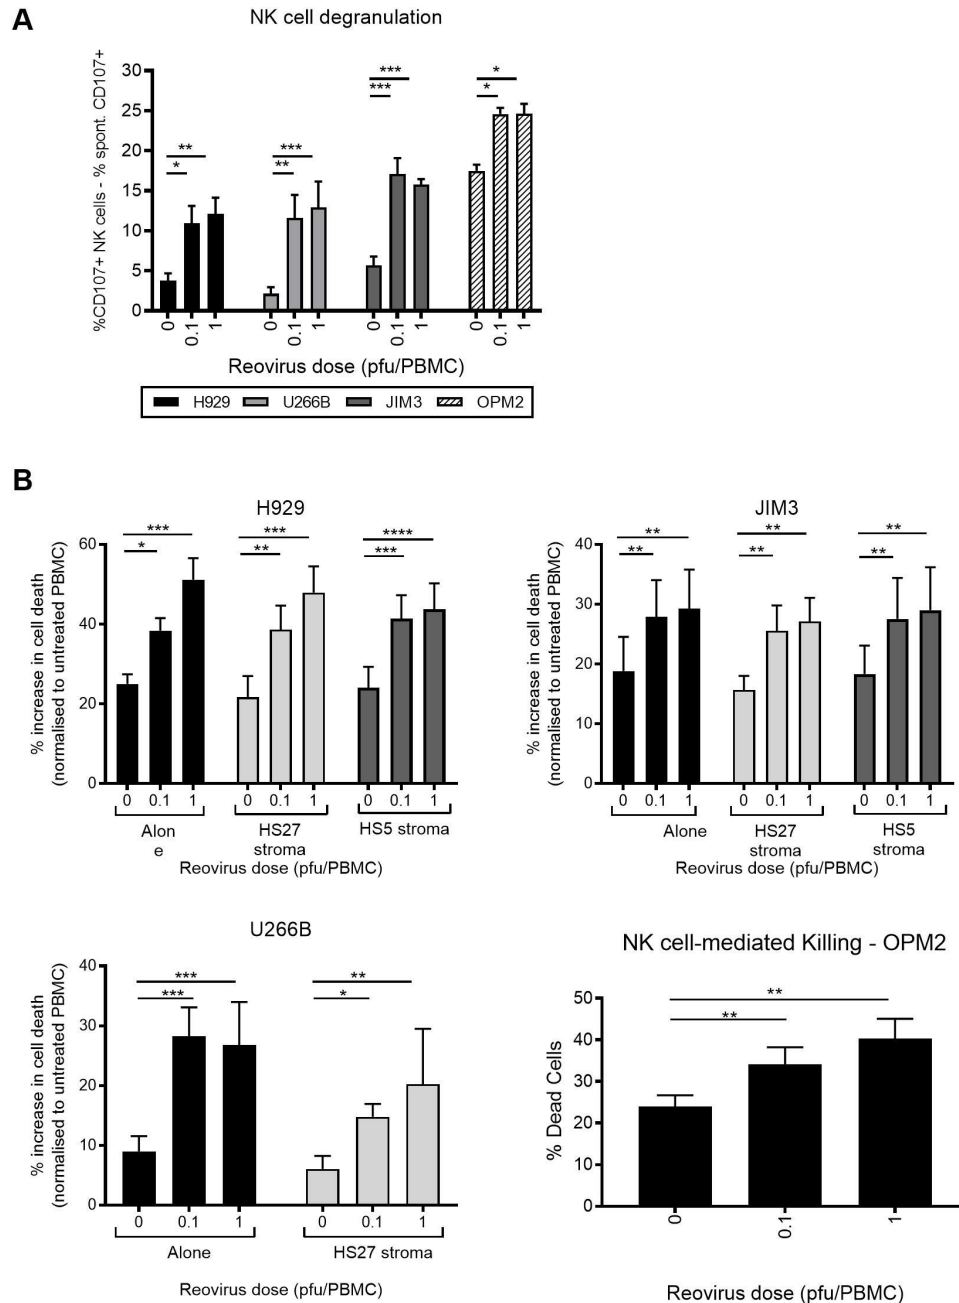 A
NK cell degranulation
%CD107+ NK cells - % spont. CD107+
30
25
20
15
10
5
0
*
**
**
***
***
***
*
*
0
0.1
1
0
0.1
1
0
0.1
1
0
0.1
1
Reovirus dose (pfu/PBMC)
H929
U266B
JIM3
OPM2
B
H929
% increase in cell death
(normalised to untreated PBMC)
60
40
20
0
***
*
***
**
****
***
0 0.1 1 0 0.1 1 0 0.1 1
Alon
e
HS27
stroma
HS5 stroma
Reovirus dose (pfu/PBMC)
JIM3
% increase in cell death
(normalised to untreated PBMC)
40
30
20
10
0
**
**
**
**
**
**
0 0.1 1 0 0.1 1 0 0.1 1
Alone
HS27
stroma
HS5
stroma
Reovirus dose (pfu/PBMC)
U266B
% increase in cell death
(normalised to untreated PBMC)
40
30
20
10
0
***
***
**
*
0 0.1 1 0 0.1 1
Alone
HS27 stroma
Reovirus dose (pfu/PBMC)
NK cell-mediated Killing - OPM2
% Dead Cells
50
40
30
20
10
0
**
**
0
0.1
1
Reovirus dose (pfu/PBMC)